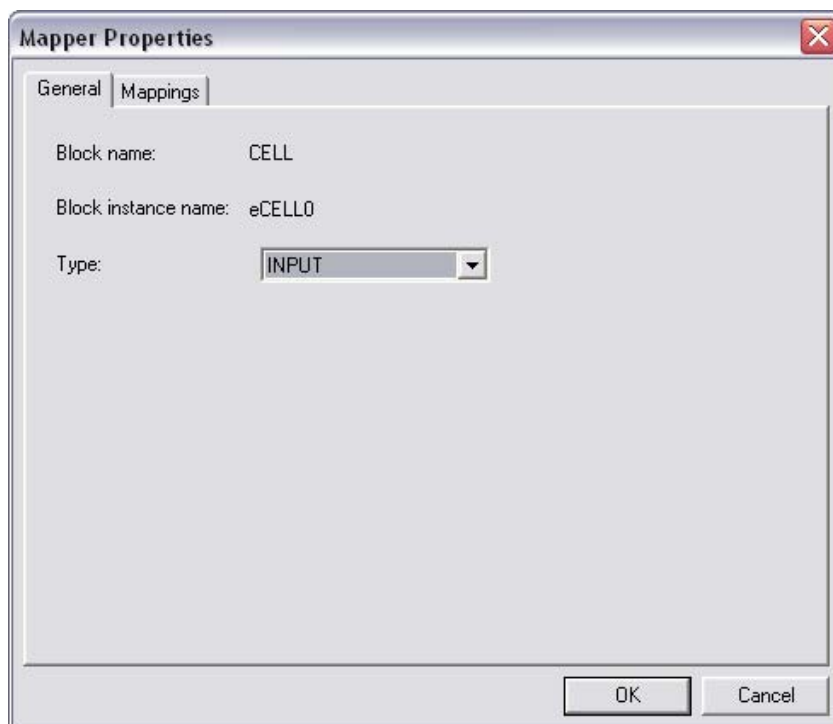 Mapper Properties
General Mappings
Block name: CELL
Block instance name: eCELL0
Type: INPUT
OK Cancel